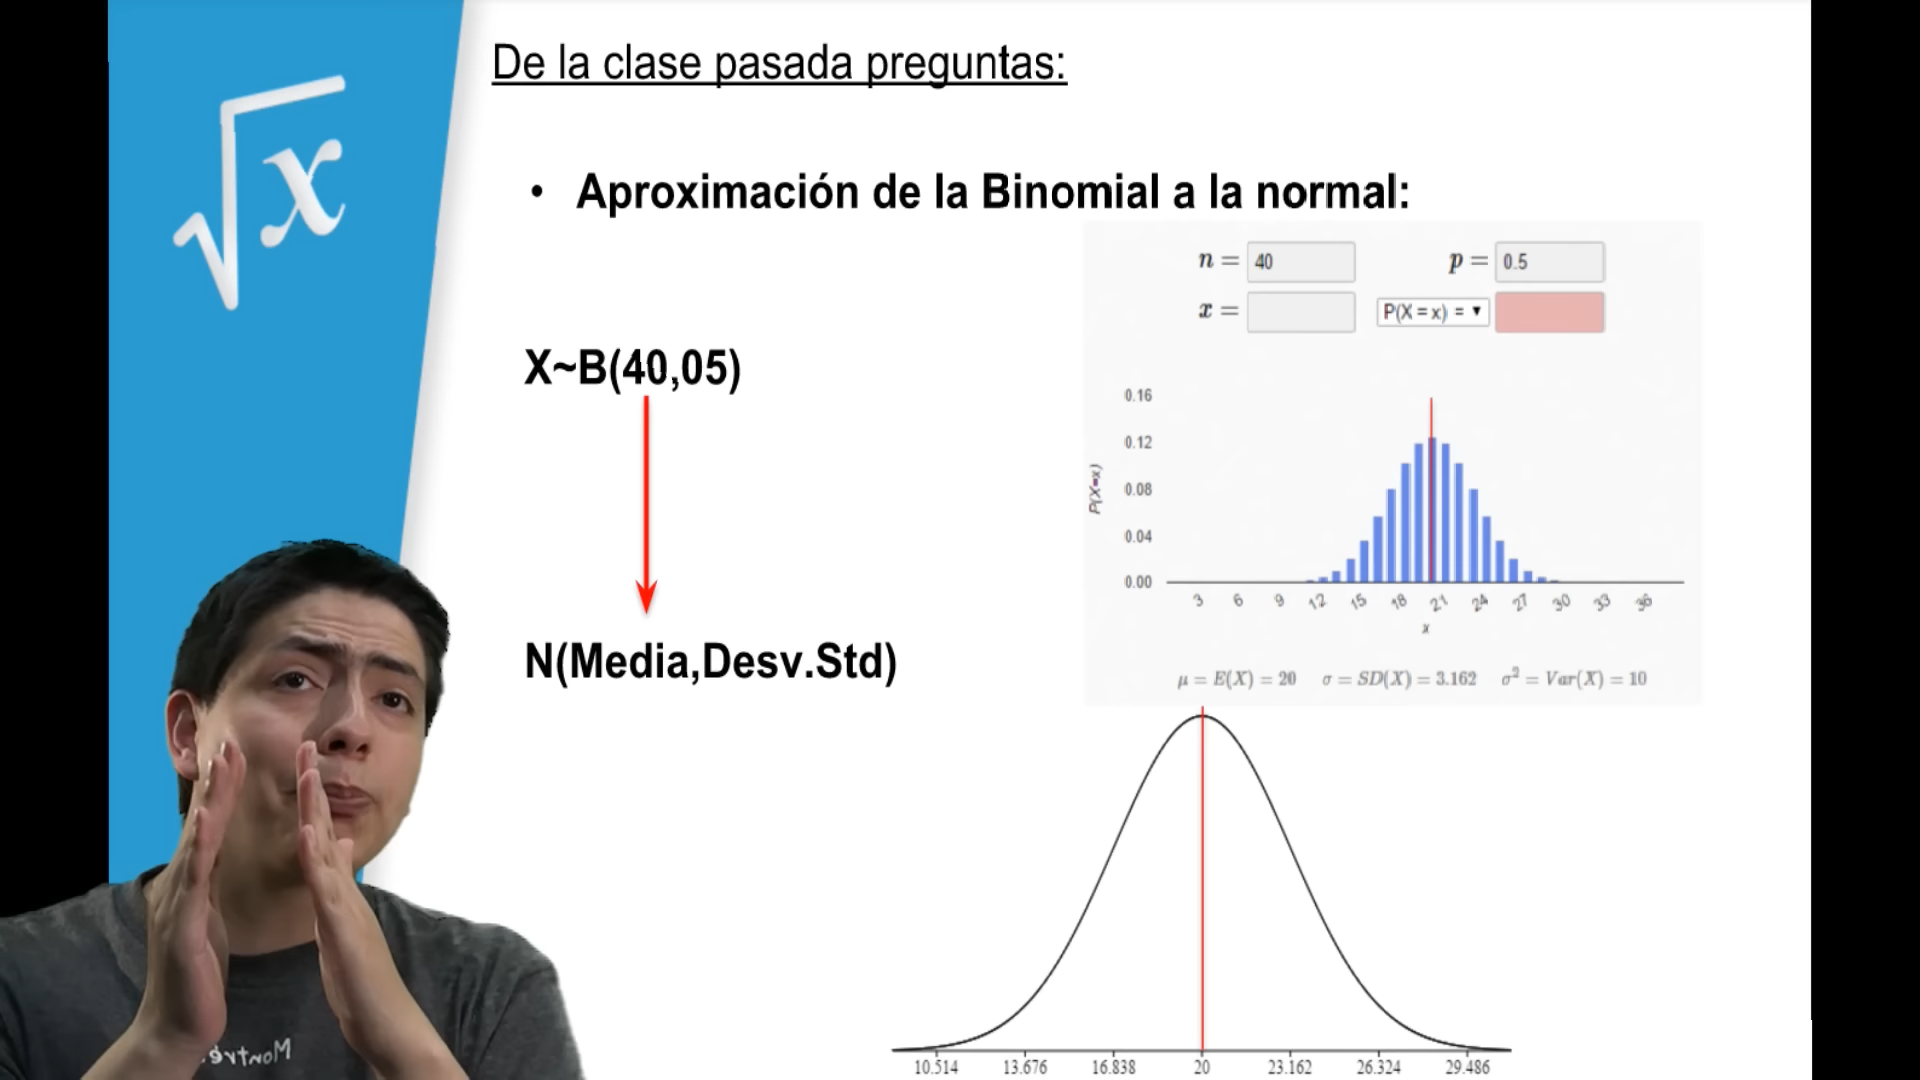 De la clase pasada preguntas:
√x
• Aproximación de la Binomial a la normal:
n = 40 p = 0.5
x = P(X = x) = ▼
X~B(40,05)
N(Media,Desv.Std)
P(X=x)
0.16
0.12
0.08
0.04
0.00
3 6 9 12 15 18 21 24 27 30 33 36
x
μ = E(X) = 20 σ = SD(X) = 3.162 σ² = Var(X) = 10
10.514 13.676 16.838 20 23.162 26.324 29.486